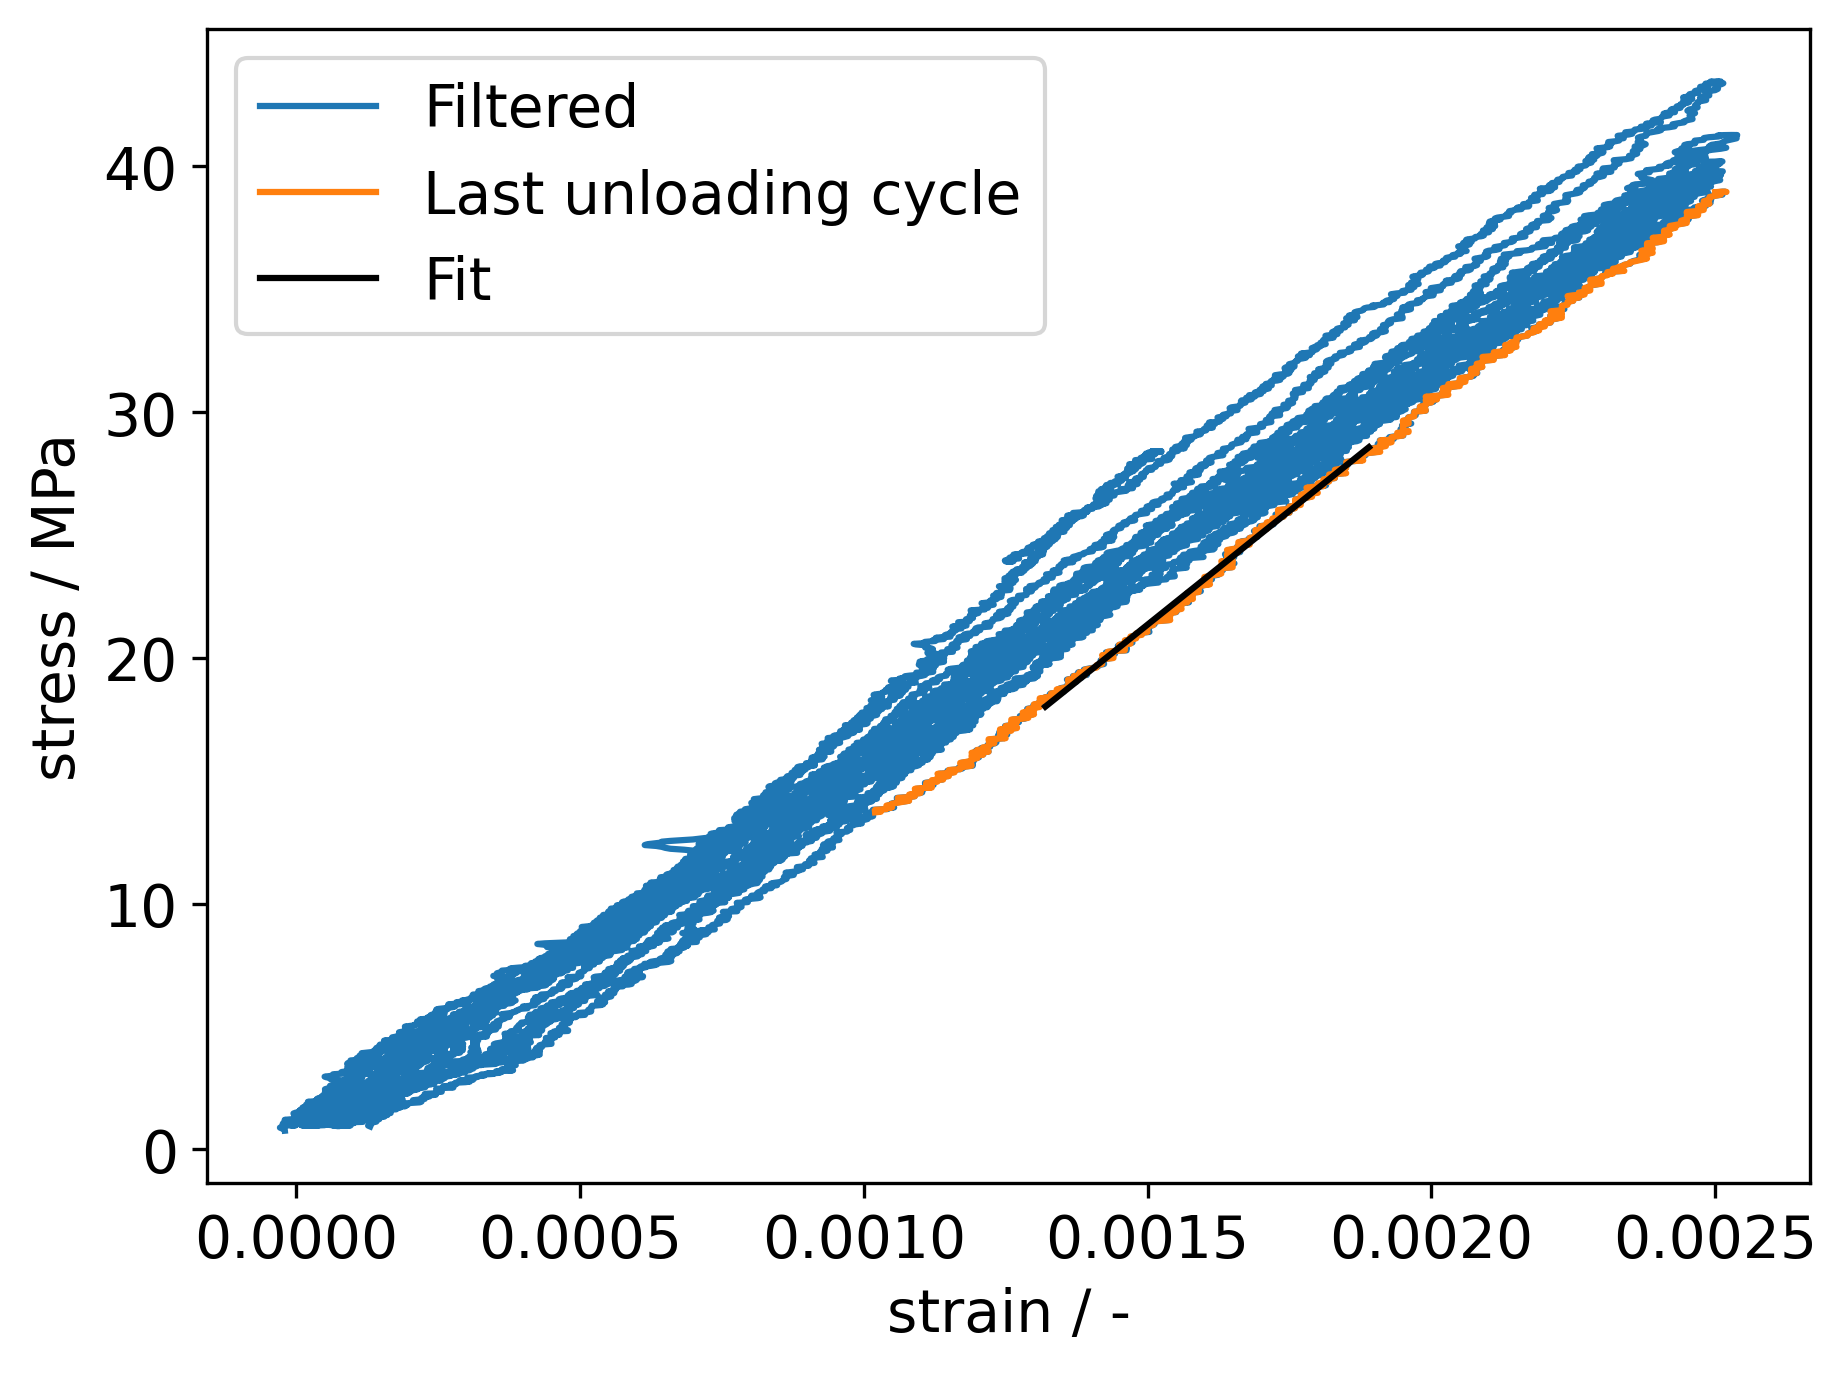 Filtered
Last unloading cycle
Fit
stress / MPa
40
30
20
10
0
0.0000 0.0005 0.0010 0.0015 0.0020 0.0025
strain / -